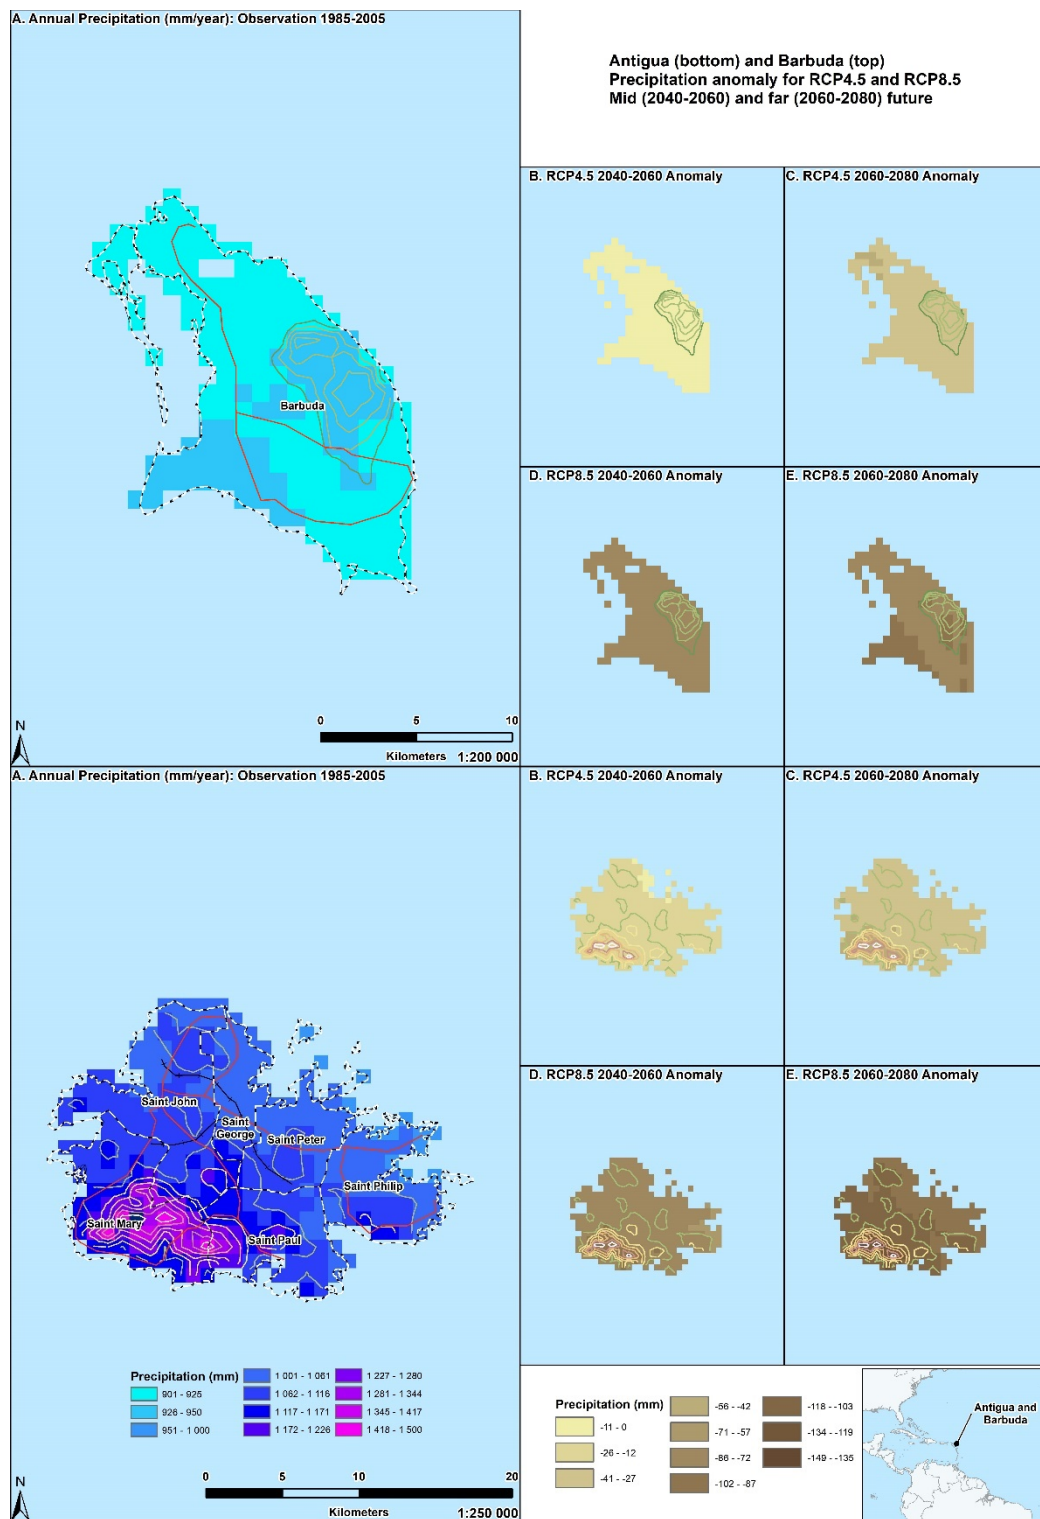 A. Annual Precipitation (mm/year): Observation 1985-2005
Antigua (bottom) and Barbuda (top)
Precipitation anomaly for RCP4.5 and RCP8.5
Mid (2040-2060) and far (2060-2080) future
B. RCP4.5 2040-2060 Anomaly
C. RCP4.5 2060-2080 Anomaly
Barbuda
D. RCP8.5 2040-2060 Anomaly
E. RCP8.5 2060-2080 Anomaly
N
0 5 10
Kilometers 1:200 000
A. Annual Precipitation (mm/year): Observation 1985-2005
B. RCP4.5 2040-2060 Anomaly
C. RCP4.5 2060-2080 Anomaly
Saint John
Saint
George
Saint Peter
Saint Philip
Saint Mary
Saint Paul
D. RCP8.5 2040-2060 Anomaly
E. RCP8.5 2060-2080 Anomaly
Precipitation (mm)
901 - 925
926 - 950
951 - 1 000
1 001 - 1 061
1 062 - 1 116
1 117 - 1 171
1 172 - 1 226
1 227 - 1 280
1 281 - 1 344
1 345 - 1 417
1 418 - 1 500
N
0 5 10 20
Kilometers 1:250 000
Precipitation (mm)
-11 - 0
-26 - -12
-41 - -27
-56 - -42
-71 - -57
-86 - -72
-102 - -87
-118 - -103
-134 - -119
-149 - -135
Antigua and
Barbuda